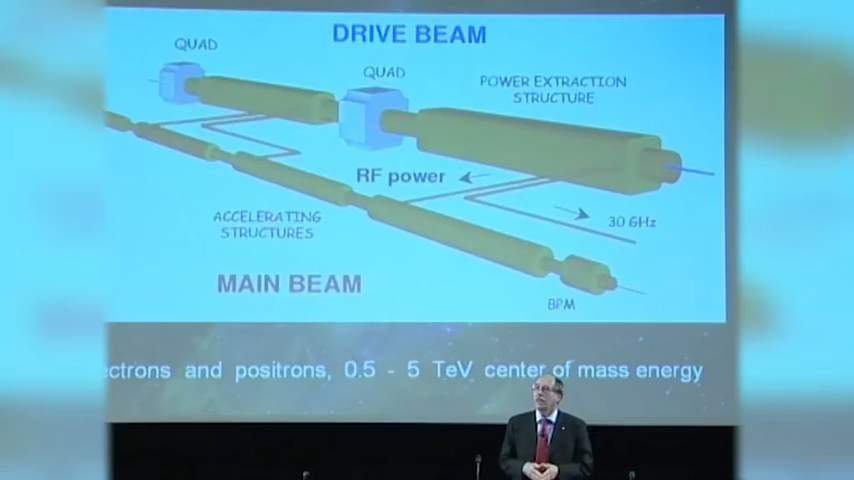 DRIVE BEAM
QUAD
QUAD
POWER EXTRACTION
STRUCTURE
RF power
30 GHz
ACCELERATING
STRUCTURES
MAIN BEAM
BPM
ctrons and positrons, 0.5 - 5 TeV center of mass energy